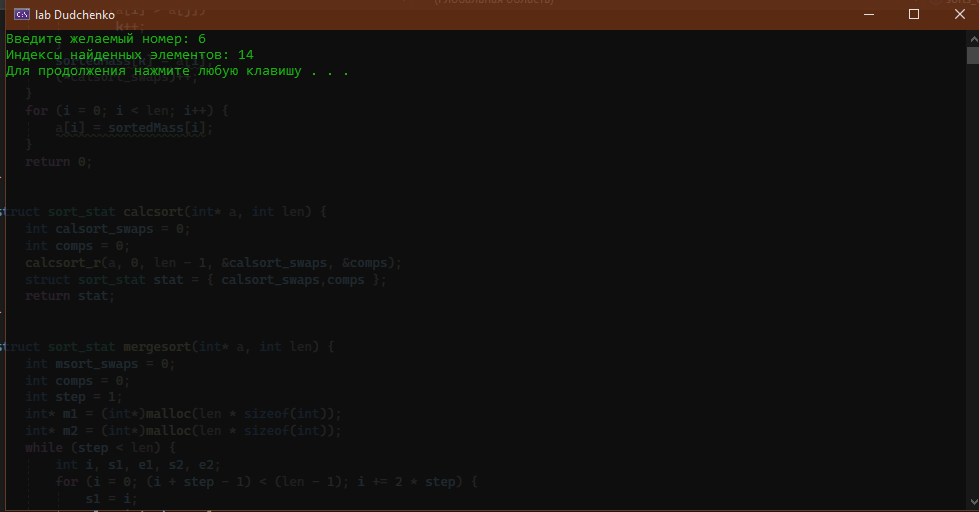 lab Dudchenko
Введите желаемый номер: 6
k++;
Индексы найденных элементов: 14
Для продолжения нажмите любую клавишу . . .
}
for (i = 0; i < len; i++) {
a[i] = sortedMass[i];
}
return 0;
struct sort_stat calcsort(int* a, int len) {
int calsort_swaps = 0;
int comps = 0;
calcsort_r(a, 0, len - 1, &calsort_swaps, &comps);
struct sort_stat stat = { calsort_swaps,comps };
return stat;
struct sort_stat mergesort(int* a, int len) {
int msort_swaps = 0;
int comps = 0;
int step = 1;
int* m1 = (int*)malloc(len * sizeof(int));
int* m2 = (int*)malloc(len * sizeof(int));
while (step < len) {
int i, s1, e1, s2, e2;
for (i = 0; (i + step - 1) < (len - 1); i += 2 * step) {
s1 = i;